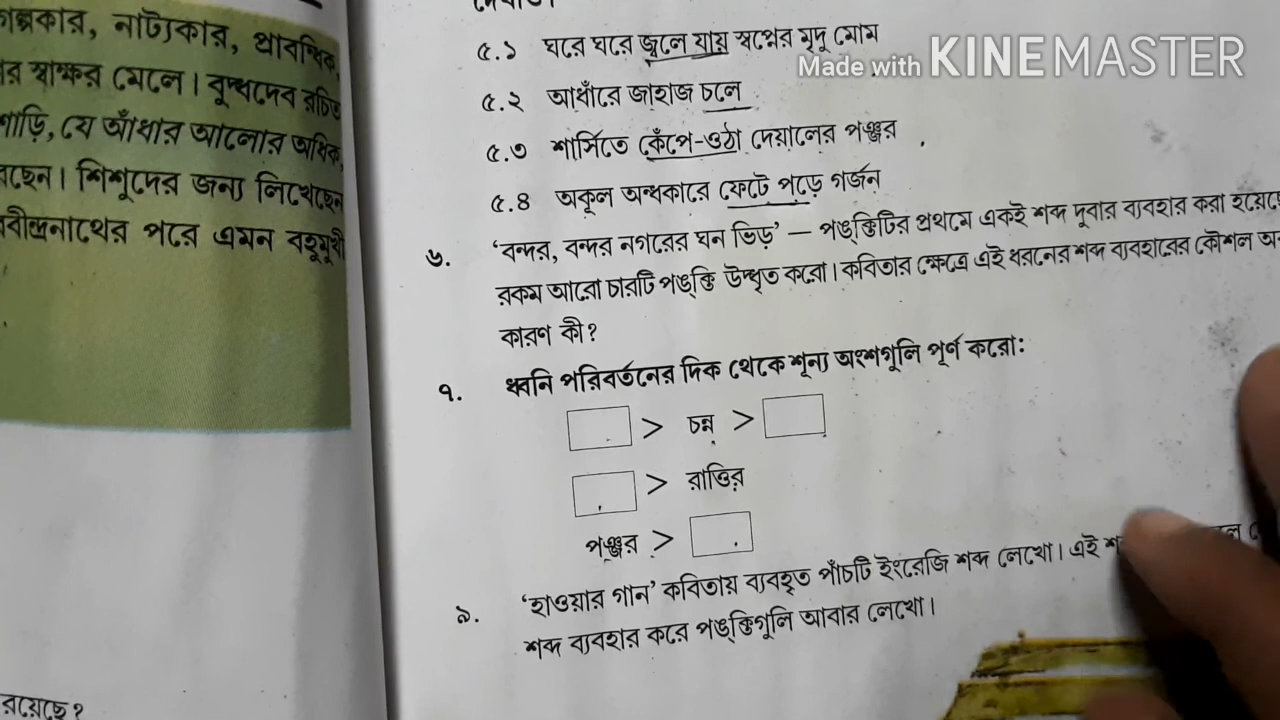 গল্পকার, নাট্যকার, প্রাবন্ধিক,
র স্বাক্ষর মেলে। বুদ্ধদেব রচিত
শাড়ি, যে আঁধার আলোর অধিক,
রছেন। শিশুদের জন্য লিখেছেন
রবীন্দ্রনাথের পরে এমন বহুমুখী
রয়েছে?
৫.১ ঘরে ঘরে জ্বলে যায় স্বপ্নের মৃদু মোম
Made with KINEMASTER
৫.২ আধাঁরে জাহাজ চলে
৫.৩ শার্সিতে কেঁপে-ওঠা দেয়ালের পঞ্জর
৫.৪ অকূল অন্ধকারে ফেটে পড়ে গর্জন
৬. 'বন্দর, বন্দর নগরের ঘন ভিড়' — পঙ্‌ক্তিটির প্রথমে একই শব্দ দুবার ব্যবহার করা হয়েছে
রকম আরো চারটি পঙ্‌ক্তি উদ্ধৃত করো। কবিতার ক্ষেত্রে এই ধরনের শব্দ ব্যবহারের কৌশল
কারণ কী?
৭. ধ্বনি পরিবর্তনের দিক থেকে শূন্য অংশগুলি পূর্ণ করো:
> চন্ন >
> রাত্তির
পঞ্জর >
৯. 'হাওয়ার গান' কবিতায় ব্যবহৃত পাঁচটি ইংরেজি শব্দ লেখো। এই
শব্দ ব্যবহার করে পঙ্‌ক্তিগুলি আবার লেখো।